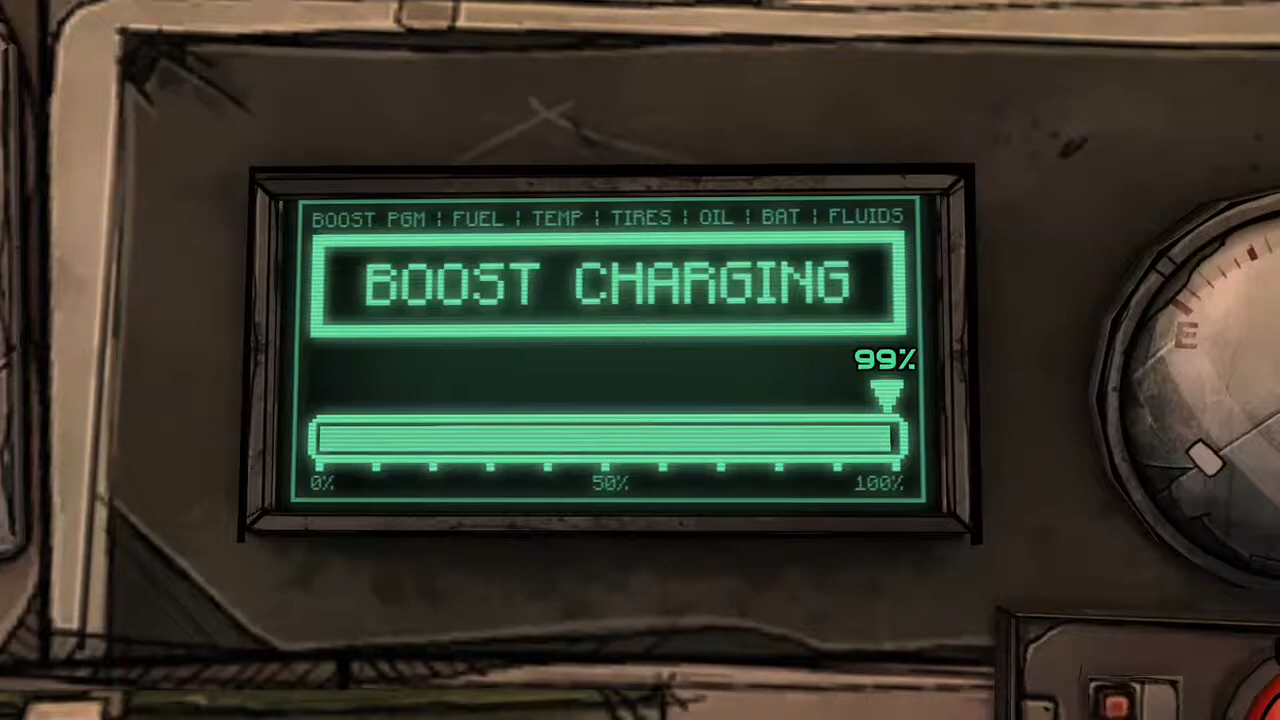 BOOST PGM ¦ FUEL ¦ TEMP ¦ TIRES ¦ OIL ¦ BAT ¦ FLUIDS
BOOST CHARGING
99%
0% 50% 100%
E